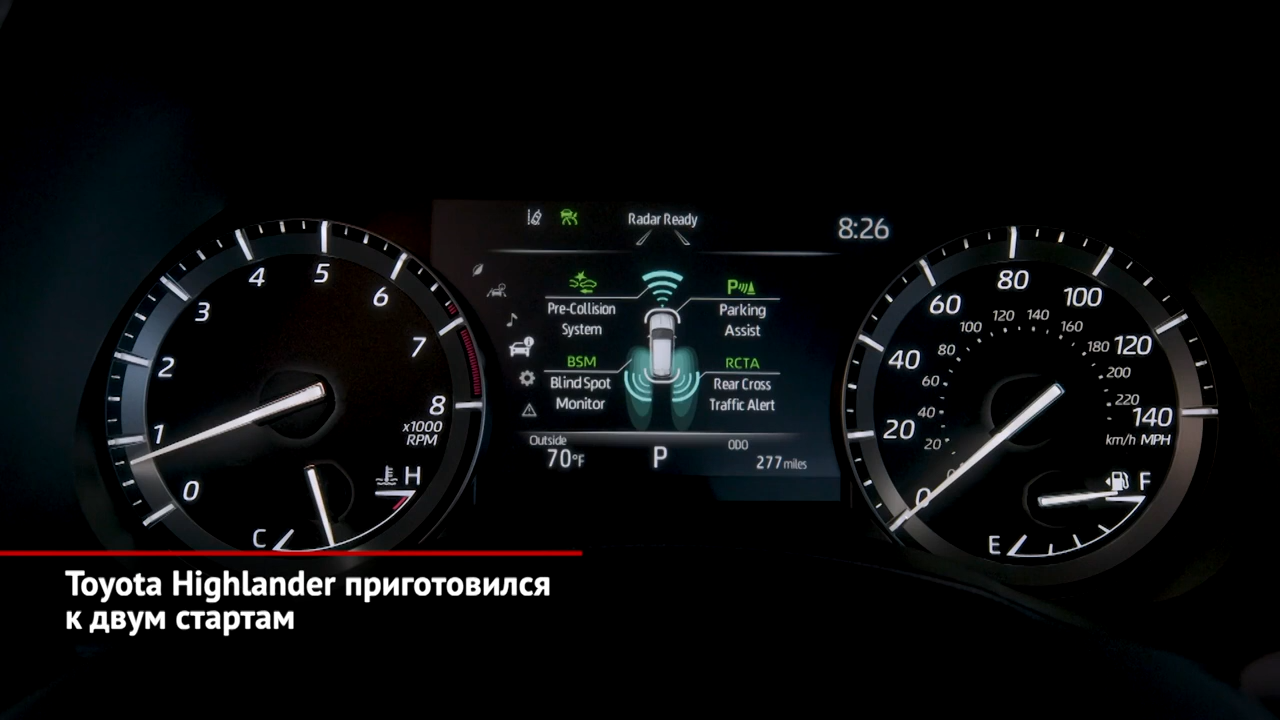 Radar Ready
8:26
Pre-Collision
System
P
Parking
Assist
BSM
Blind Spot
Monitor
RCTA
Rear Cross
Traffic Alert
Outside
70°F
P
ODO
277 miles
0
1
2
3
4
5
6
7
8
x1000
RPM
C
H
0
20
40
60
80
100
120
140
MPH
0
20
40
60
80
100
120
140
160
180
200
220
km/h
E
F
Toyota Highlander приготовился
к двум стартам